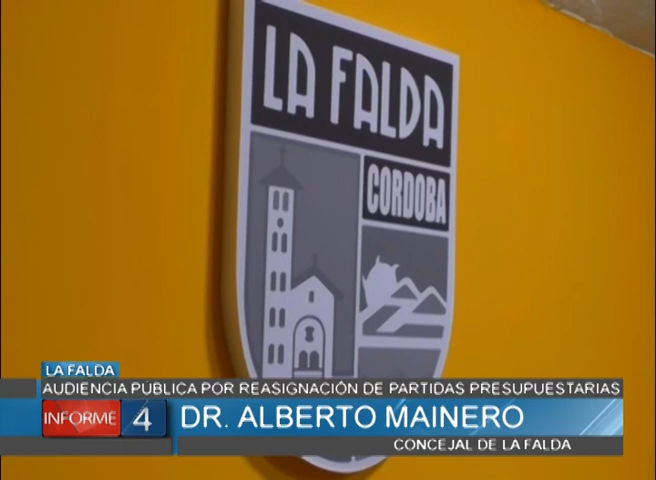 LA FALDA
CORDOBA
LA FALDA
AUDIENCIA PÚBLICA POR REASIGNACIÓN DE PARTIDAS PRESUPUESTARIAS
INFORME 4 DR. ALBERTO MAINERO
CONCEJAL DE LA FALDA